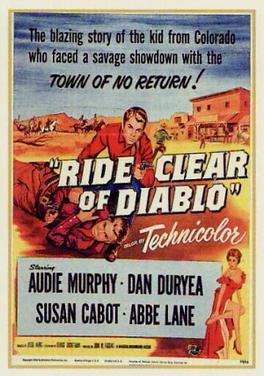 The blazing story of the kid from Colorado
who faced a savage showdown with the
TOWN OF NO RETURN!
"RIDE CLEAR
OF DIABLO"
COLOR BY Technicolor
Starring
AUDIE MURPHY · DAN DURYEA
SUSAN CABOT · ABBE LANE